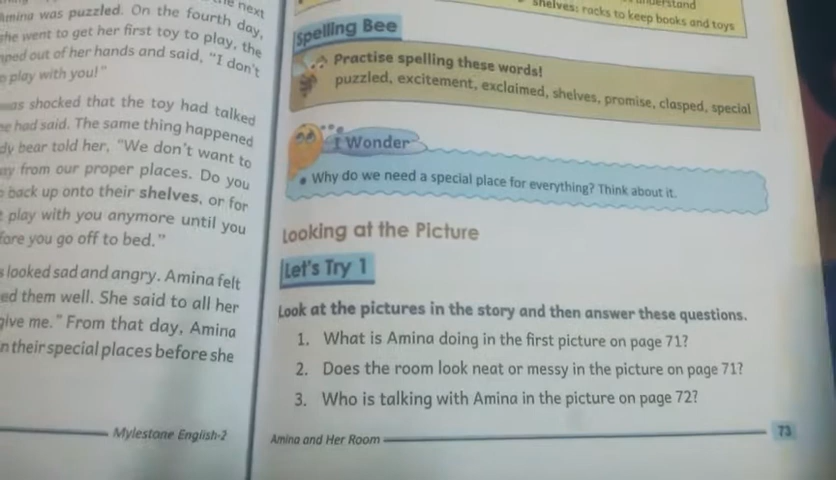 the next
Amina was puzzled. On the fourth day,
she went to get her first toy to play, the
out of her hands and said, "I don't
play with you!"
was shocked that the toy had talked
had said. The same thing happened
bear told her, "We don't want to
from our proper places. Do you
back up onto their shelves, or for
play with you anymore until you
you go off to bed."
looked sad and angry. Amina felt
them well. She said to all her
me." From that day, Amina
in their special places before she
Mylestone English-2
shelves: racks to keep books and toys
Spelling Bee
Practise spelling these words!
puzzled, excitement, exclaimed, shelves, promise, clasped, special
I Wonder
• Why do we need a special place for everything? Think about it.
Looking at the Picture
Let's Try 1
Look at the pictures in the story and then answer these questions.
1. What is Amina doing in the first picture on page 71?
2. Does the room look neat or messy in the picture on page 71?
3. Who is talking with Amina in the picture on page 72?
Amina and Her Room
73